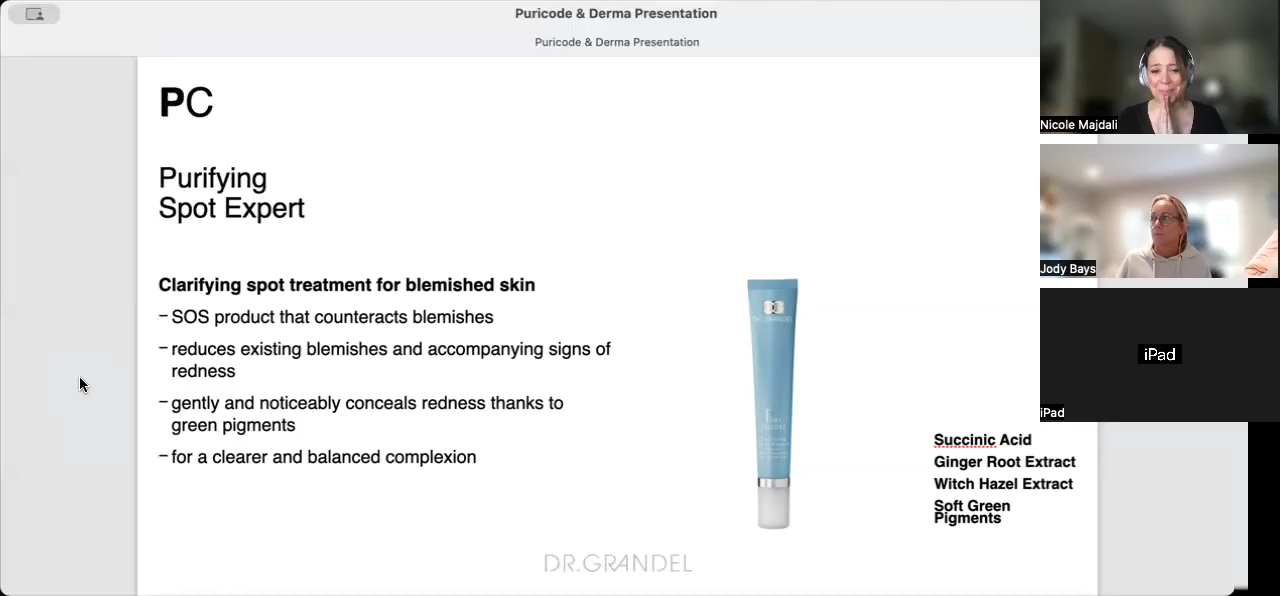 Puricode & Derma Presentation
Puricode & Derma Presentation
PC
Purifying
Spot Expert
Clarifying spot treatment for blemished skin
– SOS product that counteracts blemishes
– reduces existing blemishes and accompanying signs of
redness
– gently and noticeably conceals redness thanks to
green pigments
– for a clearer and balanced complexion
DR. GRANDEL
Succinic Acid
Ginger Root Extract
Witch Hazel Extract
Soft Green
Pigments
DR.GRANDEL
Nicole Majdali
Jody Bays
iPad
iPad